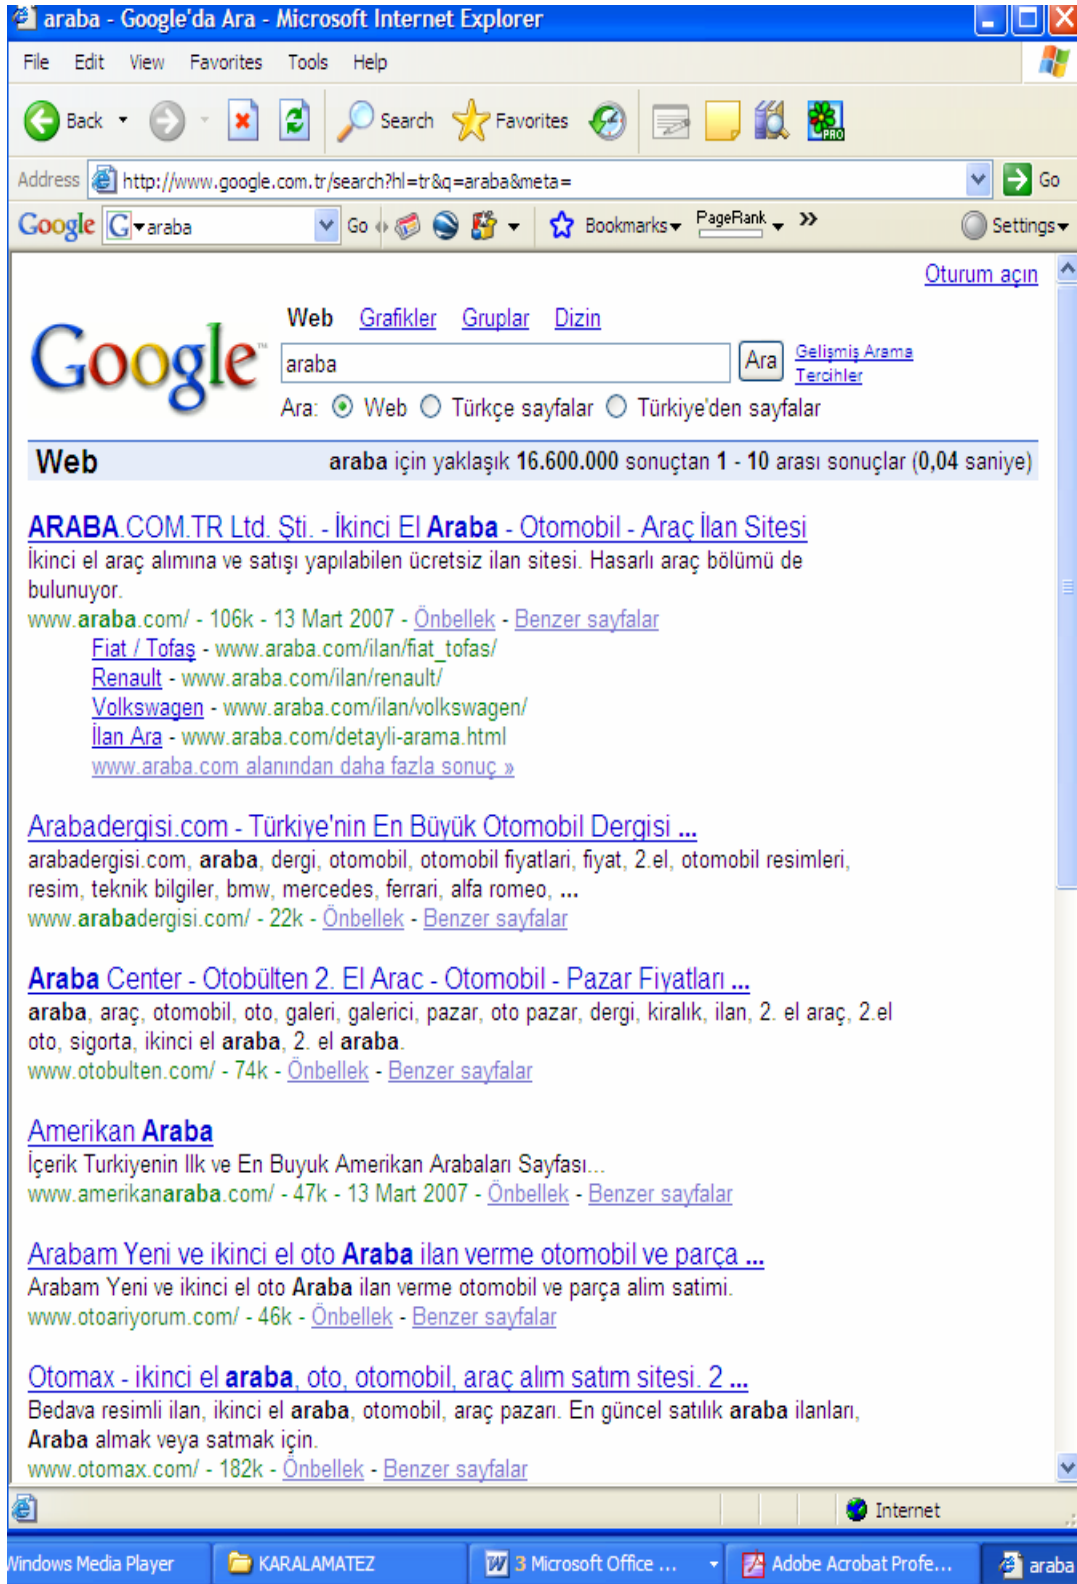 araba - Google'da Ara - Microsoft Internet Explorer
File Edit View Favorites Tools Help
Back Search Favorites PRO
Address http://www.google.com.tr/search?hl=tr&q=araba&meta= Go
Google G araba Go Bookmarks PageRank » Settings
Oturum açın
Google™
Web Grafikler Gruplar Dizin
araba Ara Gelişmiş Arama
Tercihler
Ara: Web Türkçe sayfalar Türkiye'den sayfalar
Web araba için yaklaşık 16.600.000 sonuçtan 1 - 10 arası sonuçlar (0,04 saniye)
ARABA.COM.TR Ltd. Şti. - İkinci El Araba - Otomobil - Araç İlan Sitesi
İkinci el araç alımına ve satışı yapılabilen ücretsiz ilan sitesi. Hasarlı araç bölümü de
bulunuyor.
www.araba.com/ - 106k - 13 Mart 2007 - Önbellek - Benzer sayfalar
Fiat / Tofaş - www.araba.com/ilan/fiat_tofas/
Renault - www.araba.com/ilan/renault/
Volkswagen - www.araba.com/ilan/volkswagen/
İlan Ara - www.araba.com/detayli-arama.html
www.araba.com alanından daha fazla sonuç »
Arabadergisi.com - Türkiye'nin En Büyük Otomobil Dergisi ...
arabadergisi.com, araba, dergi, otomobil, otomobil fiyatlari, fiyat, 2.el, otomobil resimleri,
resim, teknik bilgiler, bmw, mercedes, ferrari, alfa romeo, ...
www.arabadergisi.com/ - 22k - Önbellek - Benzer sayfalar
Araba Center - Otobülten 2. El Arac - Otomobil - Pazar Fiyatları ...
araba, araç, otomobil, oto, galeri, galerici, pazar, oto pazar, dergi, kiralık, ilan, 2. el araç, 2.el
oto, sigorta, ikinci el araba, 2. el araba.
www.otobulten.com/ - 74k - Önbellek - Benzer sayfalar
Amerikan Araba
İçerik Turkiyenin Ilk ve En Buyuk Amerikan Arabaları Sayfası...
www.amerikanaraba.com/ - 47k - 13 Mart 2007 - Önbellek - Benzer sayfalar
Arabam Yeni ve ikinci el oto Araba ilan verme otomobil ve parça ...
Arabam Yeni ve ikinci el oto Araba ilan verme otomobil ve parça alim satimi.
www.otoariyorum.com/ - 46k - Önbellek - Benzer sayfalar
Otomax - ikinci el araba, oto, otomobil, araç alım satım sitesi. 2 ...
Bedava resimli ilan, ikinci el araba, otomobil, araç pazarı. En güncel satılık araba ilanları,
Araba almak veya satmak için.
www.otomax.com/ - 182k - Önbellek - Benzer sayfalar
Internet
Windows Media Player KARALAMATEZ 3 Microsoft Office ... Adobe Acrobat Profe... araba